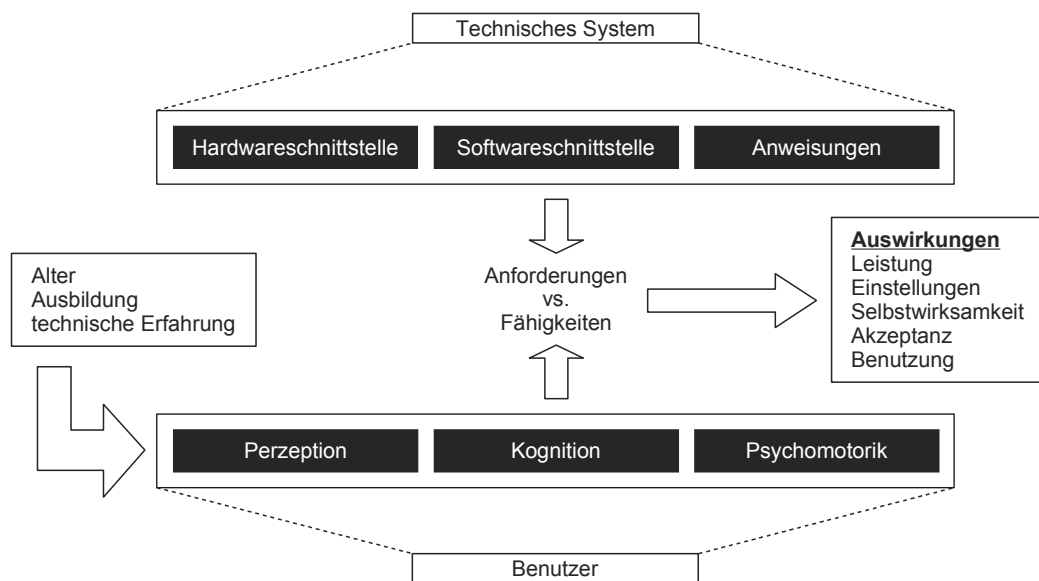 Technisches System
Hardwareschnittstelle
Softwareschnittstelle
Anweisungen
Alter
Ausbildung
technische Erfahrung
Anforderungen
vs.
Fähigkeiten
Auswirkungen
Leistung
Einstellungen
Selbstwirksamkeit
Akzeptanz
Benutzung
Perzeption
Kognition
Psychomotorik
Benutzer